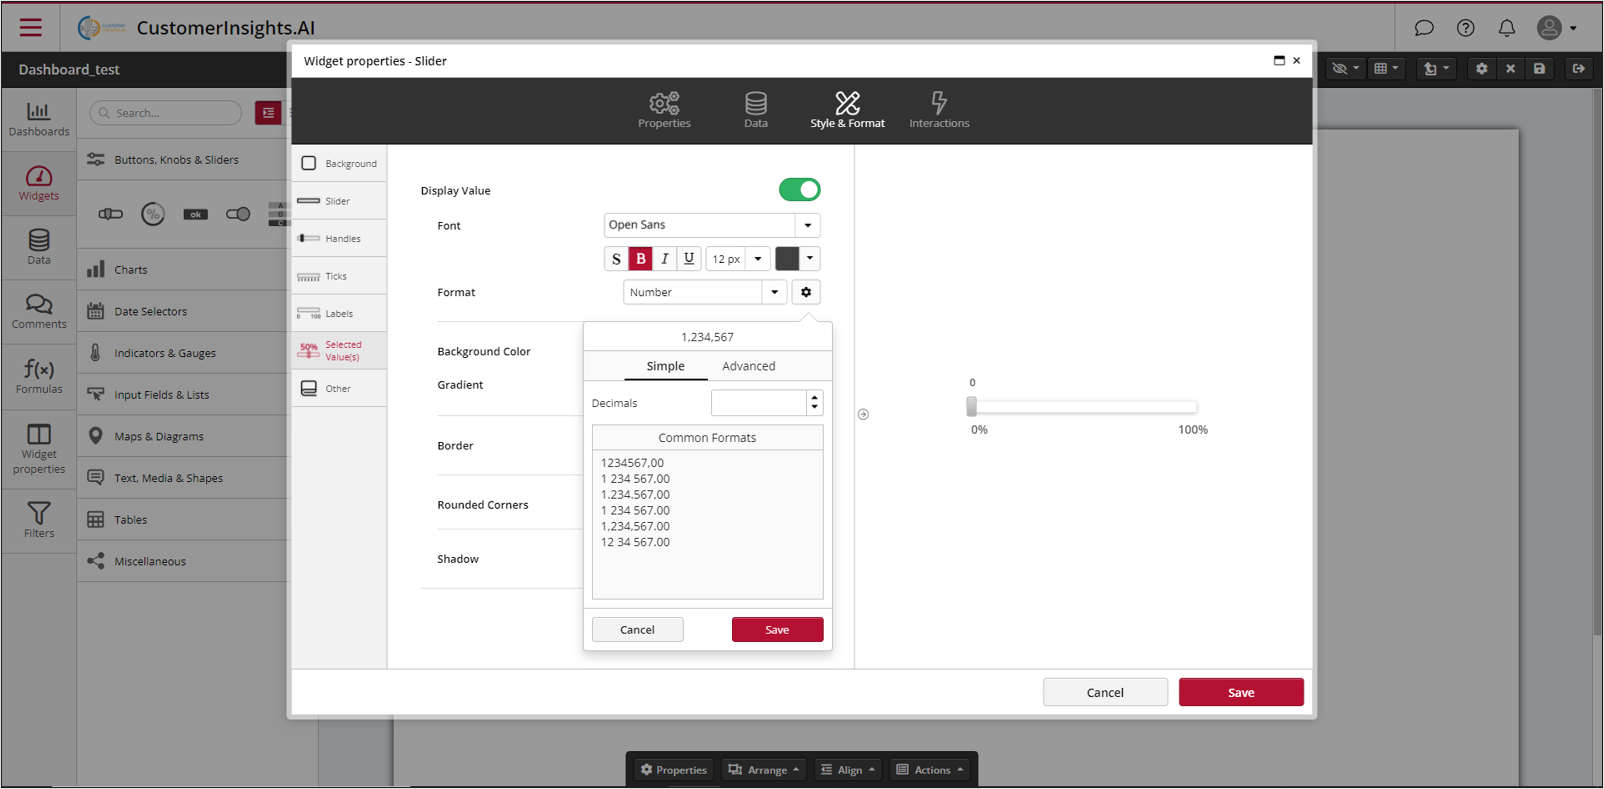 CustomerInsights.AI
Widget properties - Slider
Dashboard_test
Properties
Data
Style & Format
Interactions
Dashboards
Widgets
Data
Comments
f(x)
Formulas
Widget
properties
Filters
Search...
Buttons, Knobs & Sliders
%
ok
A
B
C
Charts
Date Selectors
Indicators & Gauges
Input Fields & Lists
Maps & Diagrams
Text, Media & Shapes
Tables
Miscellaneous
Background
Slider
Handles
Ticks
0 100 Labels
50% Selected
Value(s)
Other
Display Value
Font
Open Sans
S B I U 12 px
Format
Number
Background Color
Gradient
Border
Rounded Corners
Shadow
1,234,567
Simple Advanced
Decimals
Common Formats
1234567,00
1 234 567,00
1.234.567,00
1 234 567.00
1,234,567.00
12 34 567.00
Cancel Save
0
0% 100%
Cancel Save
Properties Arrange Align Actions